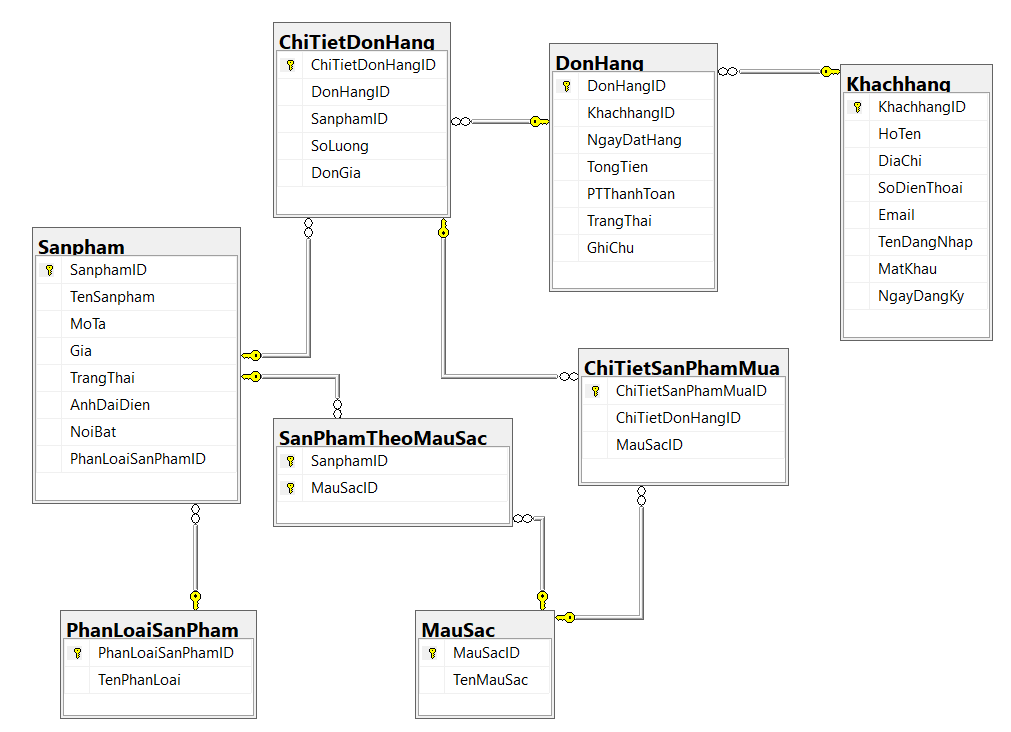 ChiTietDonHang
ChiTietDonHangID
DonHangID
SanphamID
SoLuong
DonGia
DonHang
DonHangID
KhachhangID
NgayDatHang
TongTien
PTThanhToan
TrangThai
GhiChu
Khachhang
KhachhangID
HoTen
DiaChi
SoDienThoai
Email
TenDangNhap
MatKhau
NgayDangKy
Sanpham
SanphamID
TenSanpham
MoTa
Gia
TrangThai
AnhDaiDien
NoiBat
PhanLoaiSanPhamID
ChiTietSanPhamMua
ChiTietSanPhamMuaID
ChiTietDonHangID
MauSacID
SanPhamTheoMauSac
SanphamID
MauSacID
PhanLoaiSanPham
PhanLoaiSanPhamID
TenPhanLoai
MauSac
MauSacID
TenMauSac